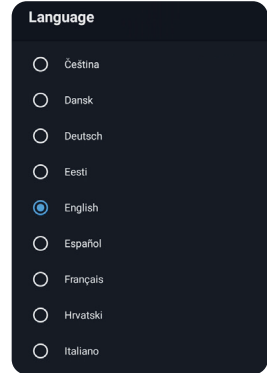 Language
Čeština
Dansk
Deutsch
Eesti
English
Español
Français
Hrvatski
Italiano